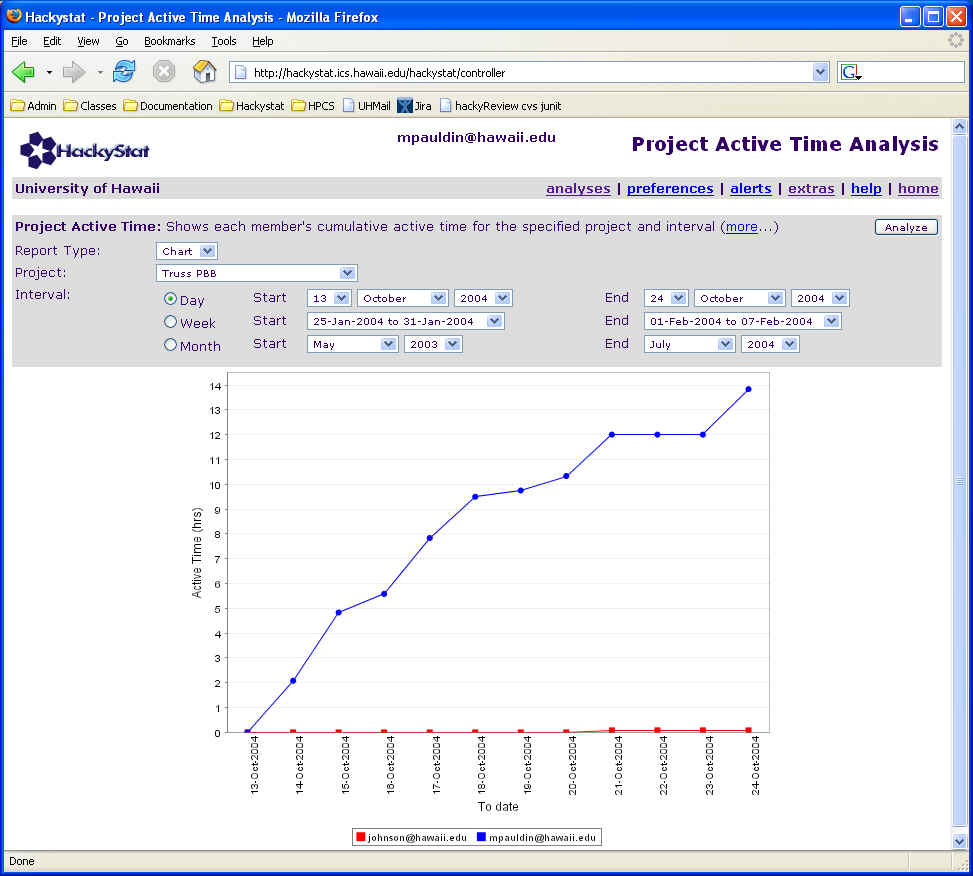 Hackystat - Project Active Time Analysis - Mozilla Firefox
File Edit View Go Bookmarks Tools Help
http://hackystat.ics.hawaii.edu/hackystat/controller
G
Admin Classes Documentation Hackystat HPCS UHMail Jira hackyReview cvs junit
HackyStat mpauldin@hawaii.edu Project Active Time Analysis
University of Hawaii analyses | preferences | alerts | extras | help | home
Project Active Time: Shows each member's cumulative active time for the specified project and interval (more...) Analyze
Report Type: Chart
Project: Truss PBB
Interval: Day Start 13 October 2004 End 24 October 2004
Week Start 25-Jan-2004 to 31-Jan-2004 End 01-Feb-2004 to 07-Feb-2004
Month Start May 2003 End July 2004
14
13
12
11
10
9
8
7
6
5
4
3
2
1
0
Active Time (hrs)
13-Oct-2004 14-Oct-2004 15-Oct-2004 16-Oct-2004 17-Oct-2004 18-Oct-2004 19-Oct-2004 20-Oct-2004 21-Oct-2004 22-Oct-2004 23-Oct-2004 24-Oct-2004
To date
johnson@hawaii.edu mpauldin@hawaii.edu
Done